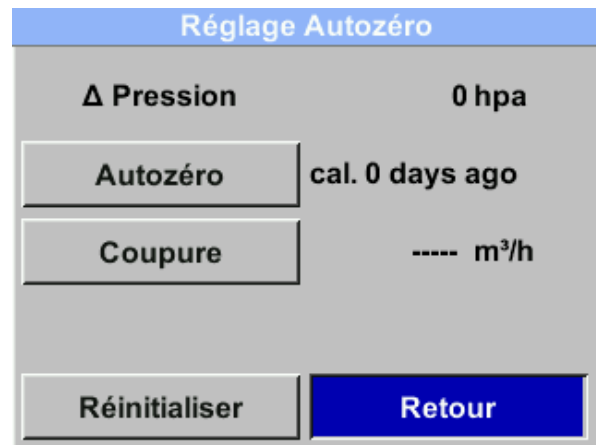 Réglage Autozéro
Δ Pression 0 hpa
Autozéro cal. 0 days ago
Coupure ----- m³/h
Réinitialiser Retour